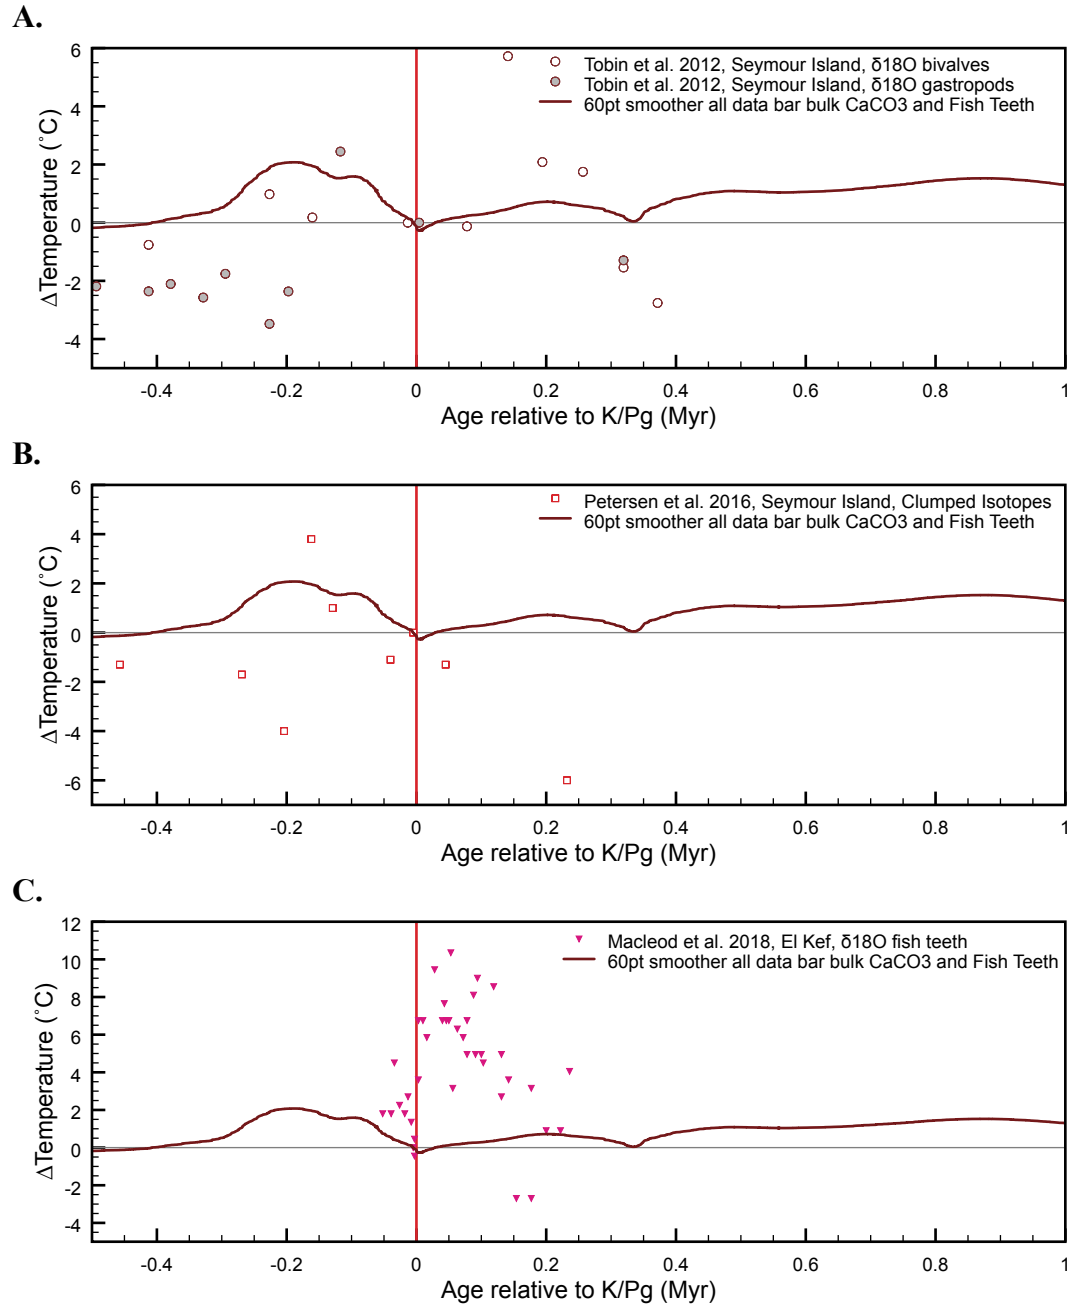 A.
Tobin et al. 2012, Seymour Island, δ18O bivalves
Tobin et al. 2012, Seymour Island, δ18O gastropods
60pt smoother all data bar bulk CaCO3 and Fish Teeth
6
4
2
0
-2
-4
ΔTemperature (˚C)
-0.4 -0.2 0 0.2 0.4 0.6 0.8 1
Age relative to K/Pg (Myr)
B.
Petersen et al. 2016, Seymour Island, Clumped Isotopes
60pt smoother all data bar bulk CaCO3 and Fish Teeth
6
4
2
0
-2
-4
-6
ΔTemperature (˚C)
-0.4 -0.2 0 0.2 0.4 0.6 0.8 1
Age relative to K/Pg (Myr)
C.
Macleod et al. 2018, El Kef, δ18O fish teeth
60pt smoother all data bar bulk CaCO3 and Fish Teeth
12
10
8
6
4
2
0
-2
-4
ΔTemperature (˚C)
-0.4 -0.2 0 0.2 0.4 0.6 0.8 1
Age relative to K/Pg (Myr)